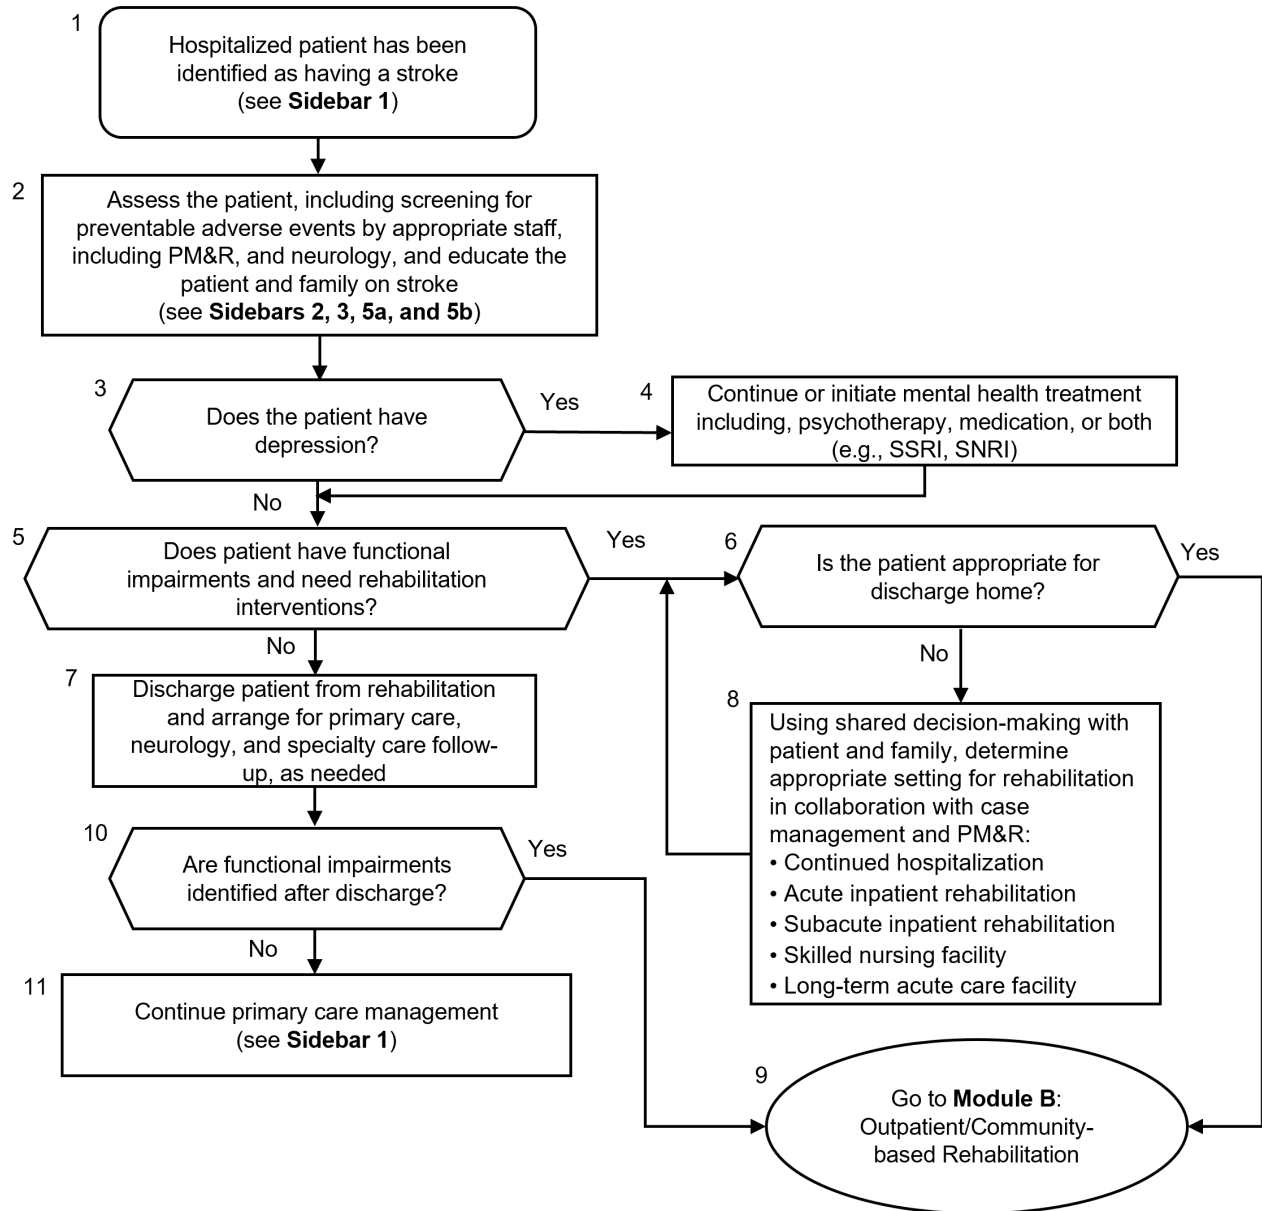 1
Hospitalized patient has been
identified as having a stroke
(see Sidebar 1)
2
Assess the patient, including screening for
preventable adverse events by appropriate staff,
including PM&R, and neurology, and educate the
patient and family on stroke
(see Sidebars 2, 3, 5a, and 5b)
3
Does the patient have
depression?
Yes
4
Continue or initiate mental health treatment
including, psychotherapy, medication, or both
(e.g., SSRI, SNRI)
No
5
Does patient have functional
impairments and need rehabilitation
interventions?
Yes
6
Is the patient appropriate for
discharge home?
Yes
No
7
Discharge patient from rehabilitation
and arrange for primary care,
neurology, and specialty care follow-
up, as needed
No
8
Using shared decision-making with
patient and family, determine
appropriate setting for rehabilitation
in collaboration with case
management and PM&R:
• Continued hospitalization
• Acute inpatient rehabilitation
• Subacute inpatient rehabilitation
• Skilled nursing facility
• Long-term acute care facility
10
Are functional impairments
identified after discharge?
Yes
No
11
Continue primary care management
(see Sidebar 1)
9
Go to Module B:
Outpatient/Community-
based Rehabilitation